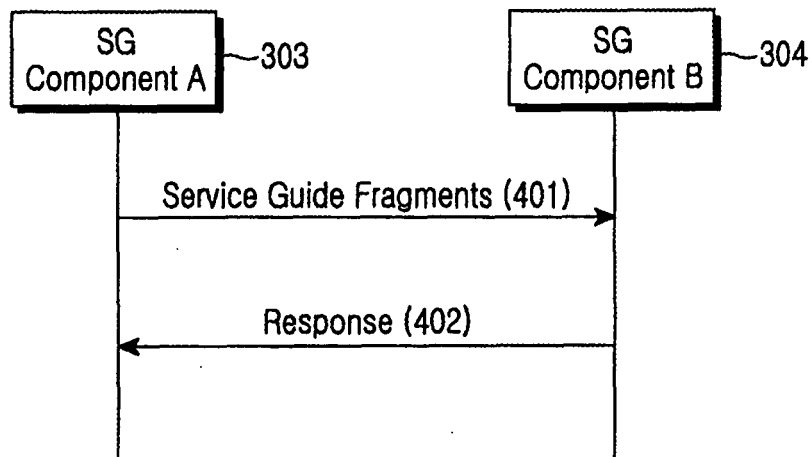 SG
Component A
303
SG
Component B
304
Service Guide Fragments (401)
Response (402)